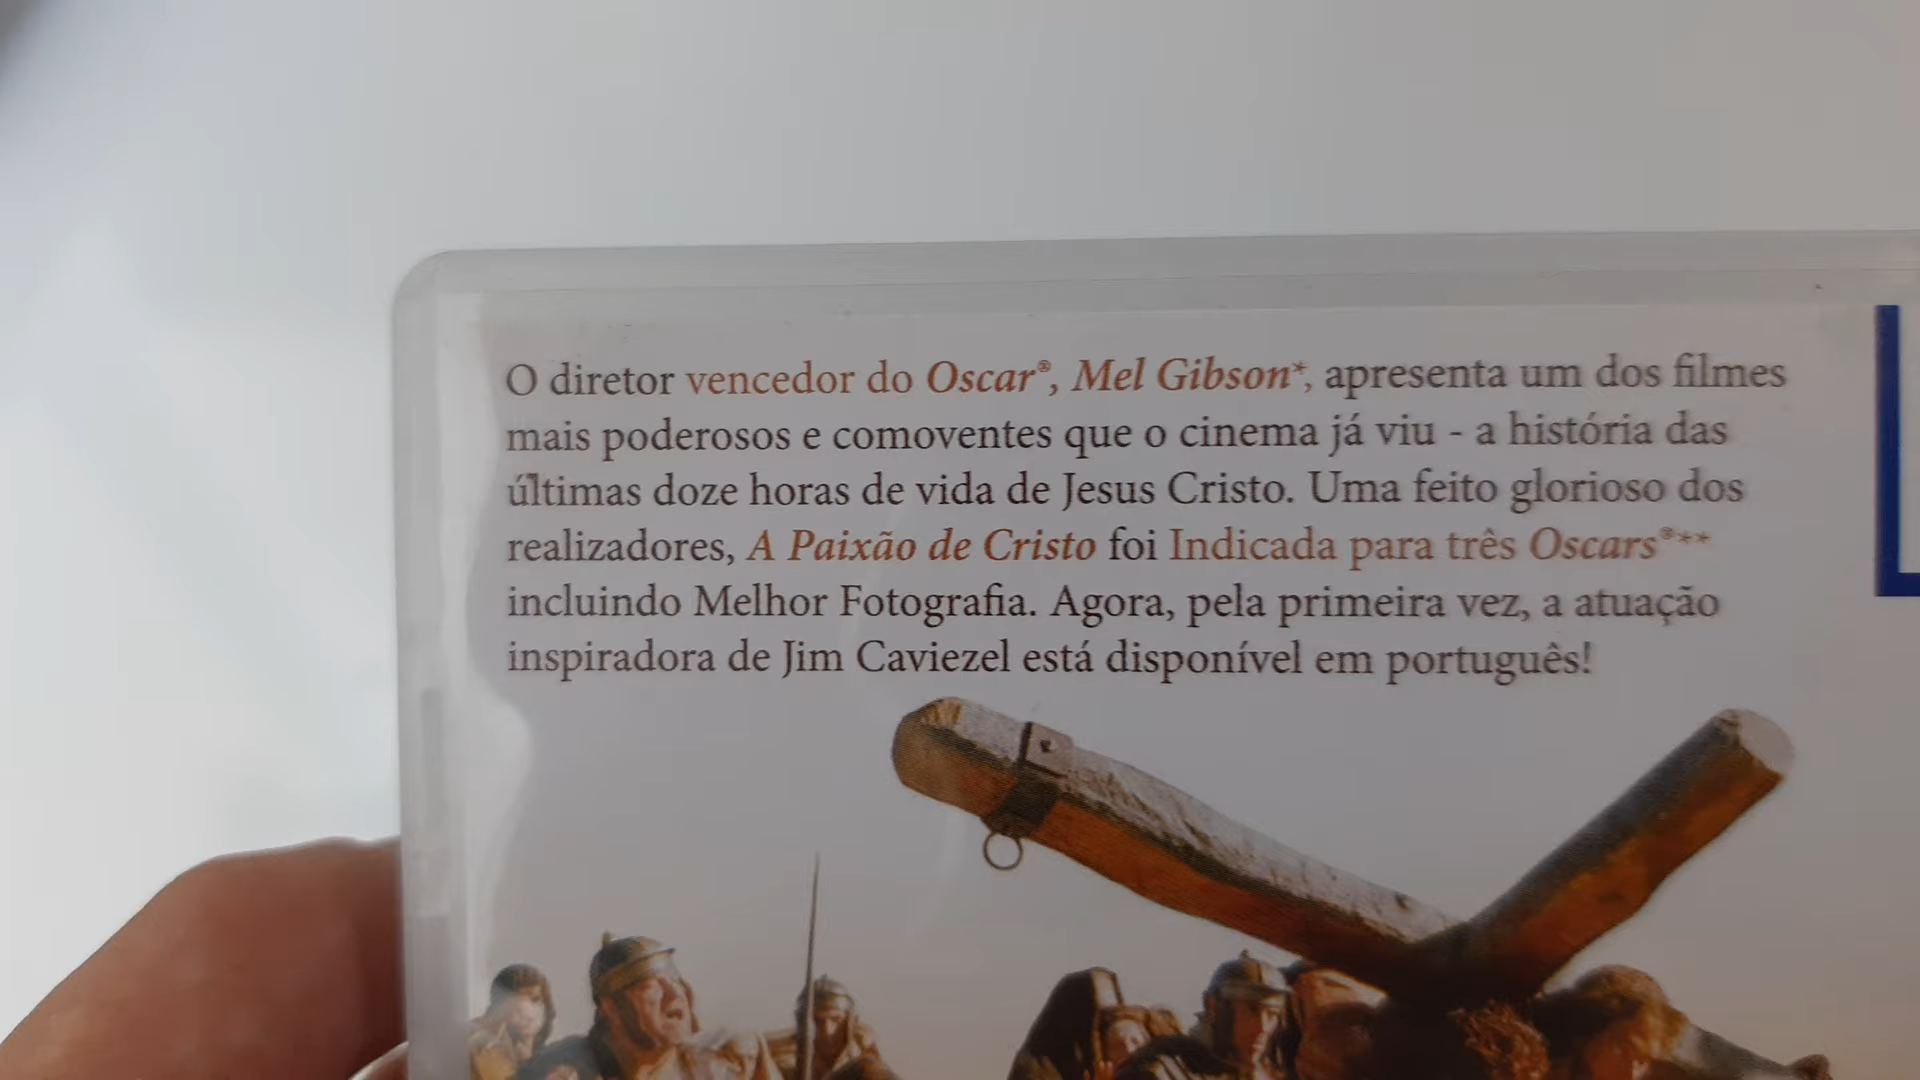 O diretor vencedor do Oscar®, Mel Gibson*, apresenta um dos filmes
mais poderosos e comoventes que o cinema já viu - a história das
últimas doze horas de vida de Jesus Cristo. Uma feito glorioso dos
realizadores, A Paixão de Cristo foi Indicada para três Oscars®**
incluindo Melhor Fotografia. Agora, pela primeira vez, a atuação
inspiradora de Jim Caviezel está disponível em português!